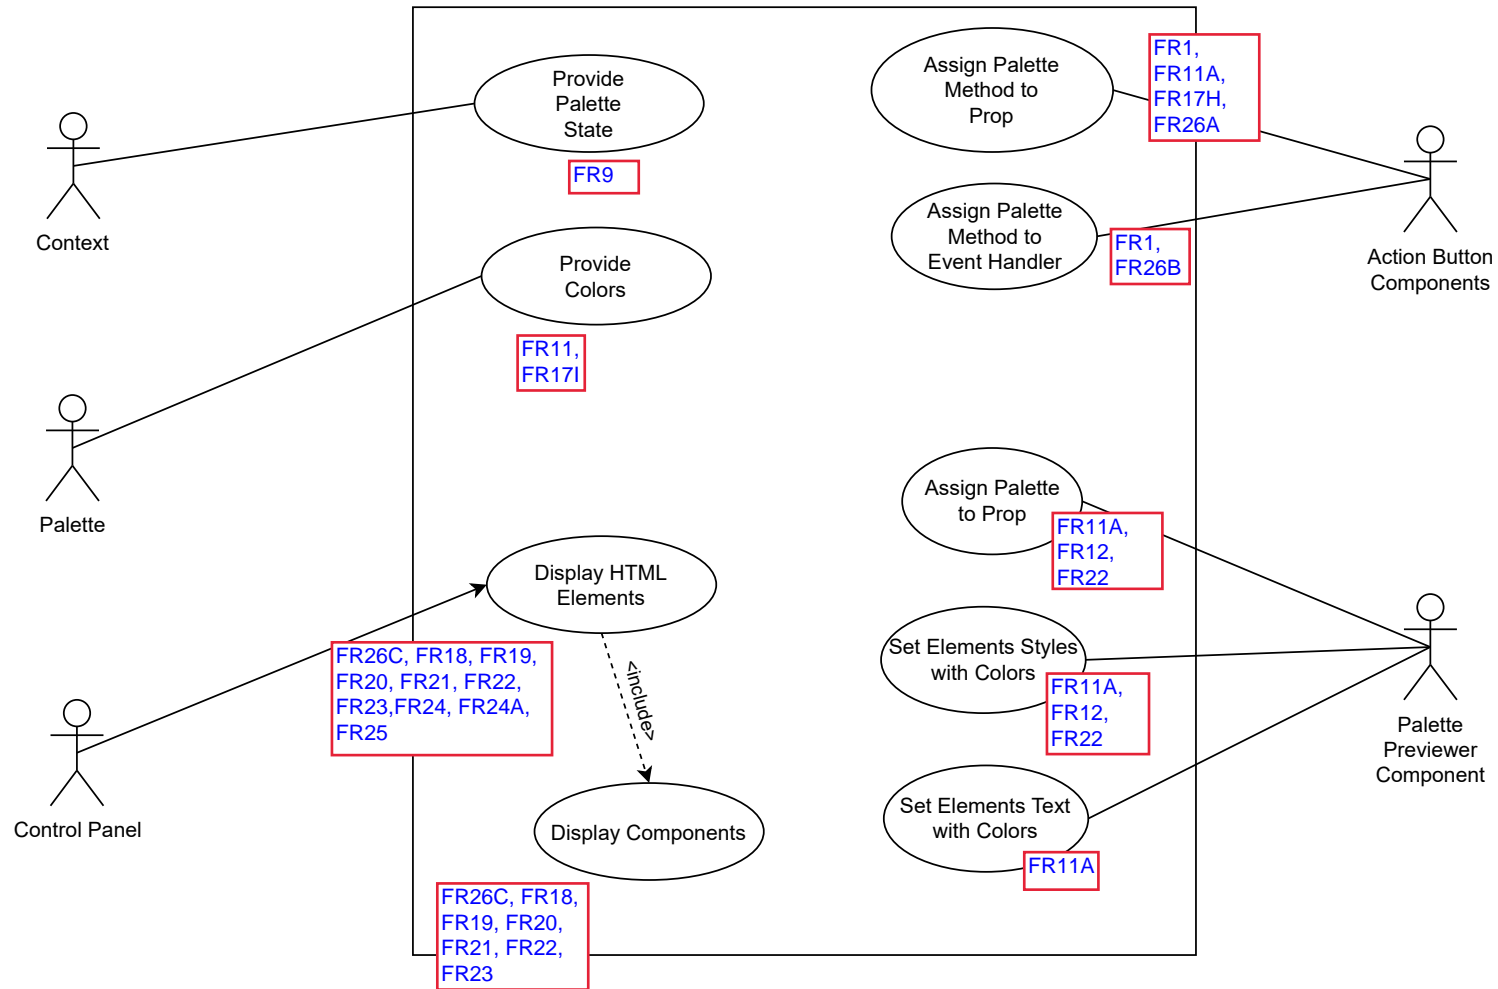 Provide
Palette
State
FR9
Context
Provide
Colors
FR11,
FR17I
Palette
Display HTML
Elements
FR26C, FR18, FR19,
FR20, FR21, FR22,
FR23,FR24, FR24A,
FR25
<include>
Control Panel
Display Components
FR26C, FR18,
FR19, FR20,
FR21, FR22,
FR23
Assign Palette
Method to
Prop
FR1,
FR11A,
FR17H,
FR26A
Assign Palette
Method to
Event Handler
FR1,
FR26B
Action Button
Components
Assign Palette
to Prop
FR11A,
FR12,
FR22
Set Elements Styles
with Colors
FR11A,
FR12,
FR22
Palette
Previewer
Component
Set Elements Text
with Colors
FR11A